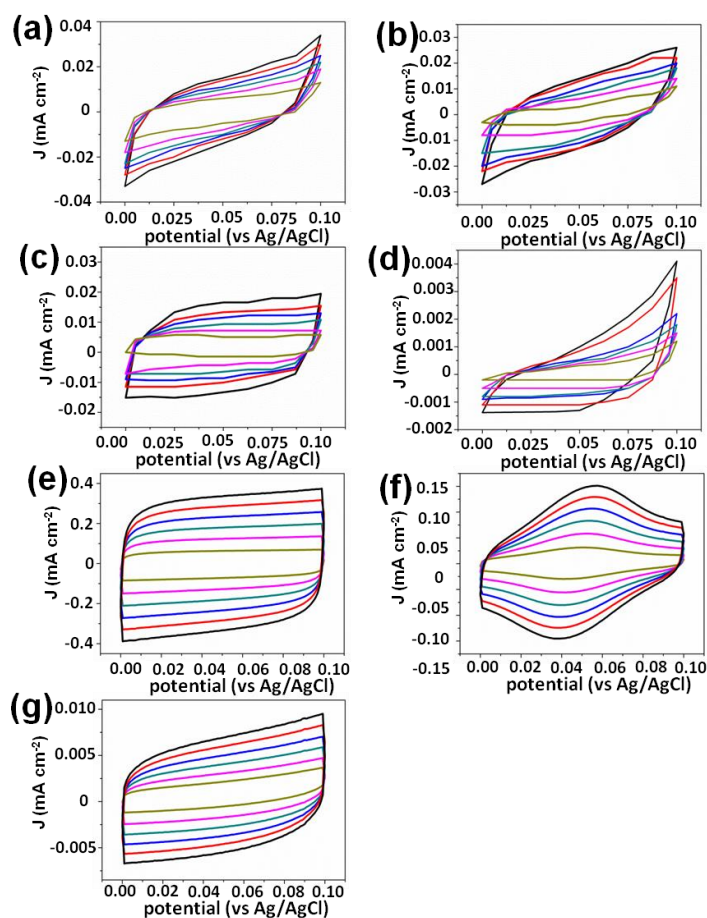 (a)
0.04
0.02
0
-0.02
-0.04
J (mA cm-2)
0.00 0.025 0.05 0.075 0.10
potential (vs Ag/AgCl)
(b)
0.03
0.02
0.01
0
-0.01
-0.02
-0.03
J (mA cm-2)
0.00 0.025 0.05 0.075 0.10
potential (vs Ag/AgCl)
(c)
0.03
0.02
0.01
0
-0.01
-0.02
J (mA cm-2)
0.00 0.025 0.05 0.075 0.10
potential (vs Ag/AgCl)
(d)
0.004
0.003
0.002
0.001
0
-0.001
-0.002
J (mA cm-2)
0.00 0.025 0.05 0.075 0.10
potential (vs Ag/AgCl)
(e)
0.4
0.2
0
-0.2
-0.4
J (mA cm-2)
0.00 0.02 0.04 0.06 0.08 0.10
potential (vs Ag/AgCl)
(f)
0.15
0.10
0.05
0
-0.05
-0.10
-0.15
J (mA cm-2)
0.00 0.02 0.04 0.06 0.08 0.10
potential (vs Ag/AgCl)
(g)
0.010
0.005
0
-0.005
J (mA cm-2)
0.00 0.02 0.04 0.06 0.08 0.10
potential (vs Ag/AgCl)